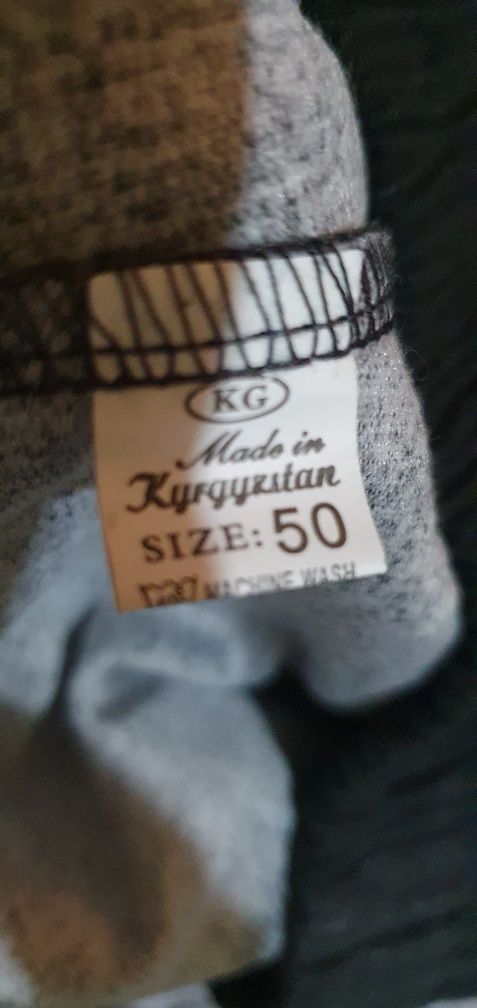 KG
Made in
Kyrgyzstan
SIZE: 50
MACHINE WASH